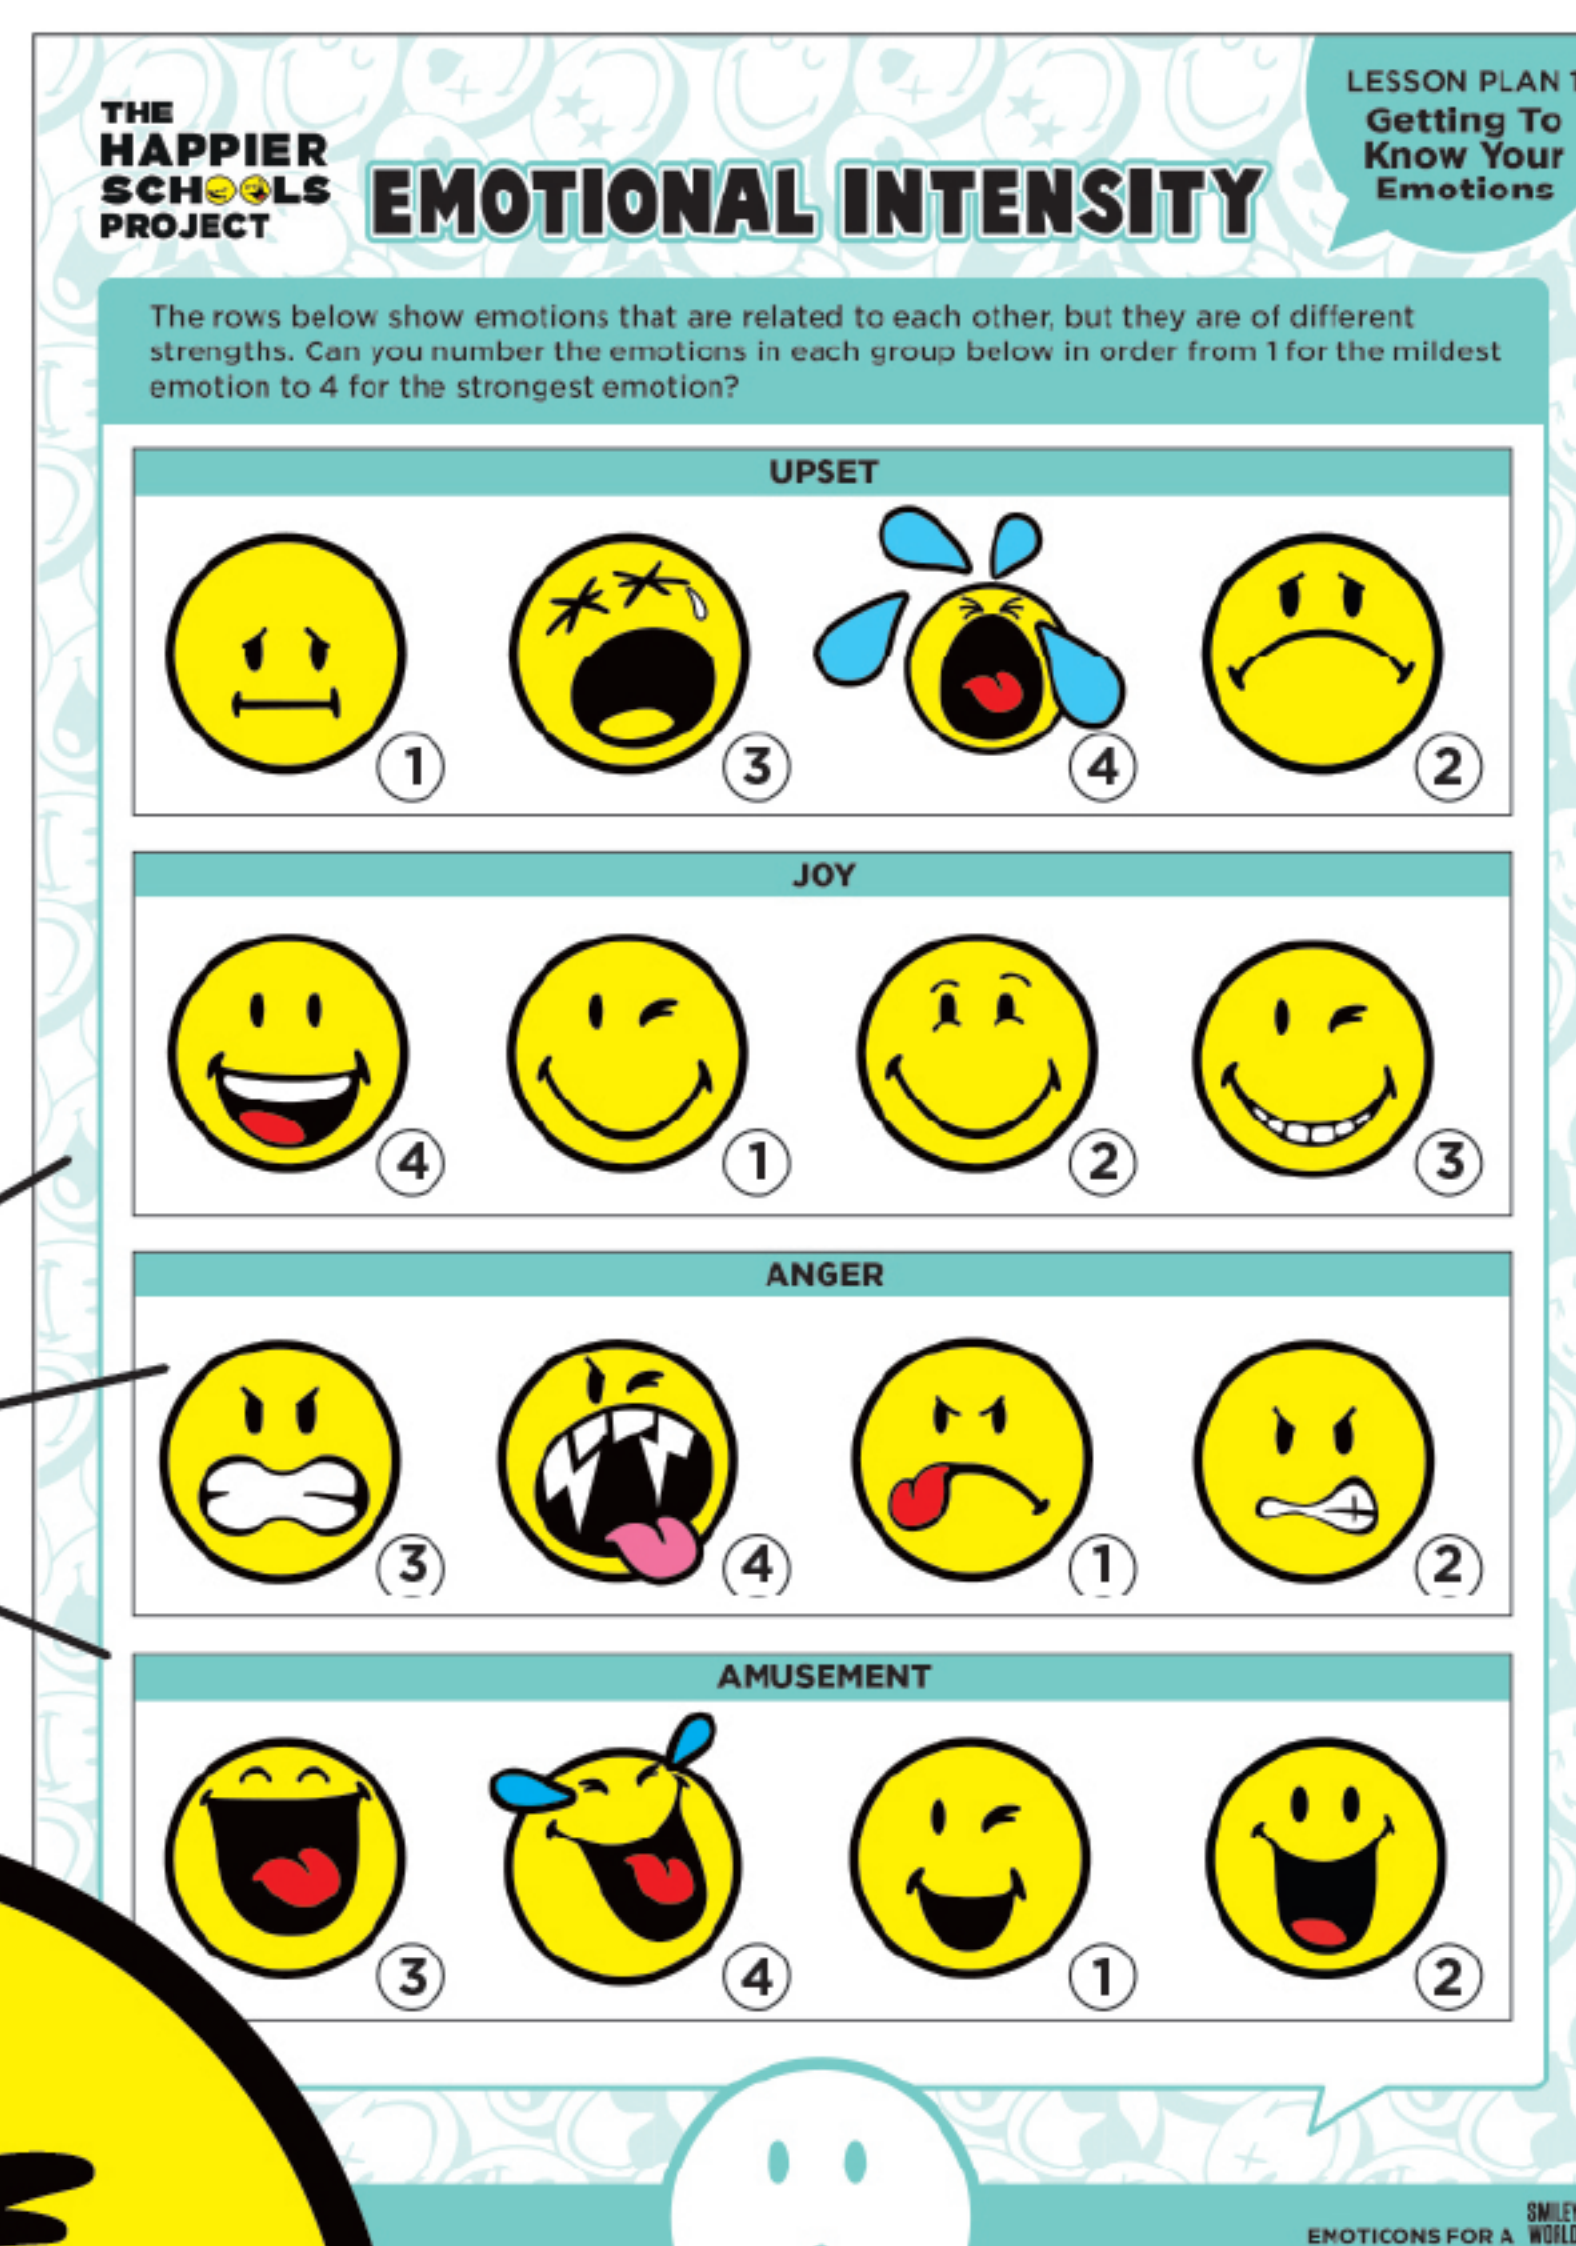 THE
HAPPIER
SCHOOLS
PROJECT
EMOTIONAL INTENSITY
LESSON PLAN 1
Getting To
Know Your
Emotions
The rows below show emotions that are related to each other, but they are of different
strengths. Can you number the emotions in each group below in order from 1 for the mildest
emotion to 4 for the strongest emotion?
UPSET
1 3 4 2
JOY
4 1 2 3
ANGER
3 4 1 2
AMUSEMENT
3 4 1 2
EMOTICONS FOR A
SMILEY
WORLD